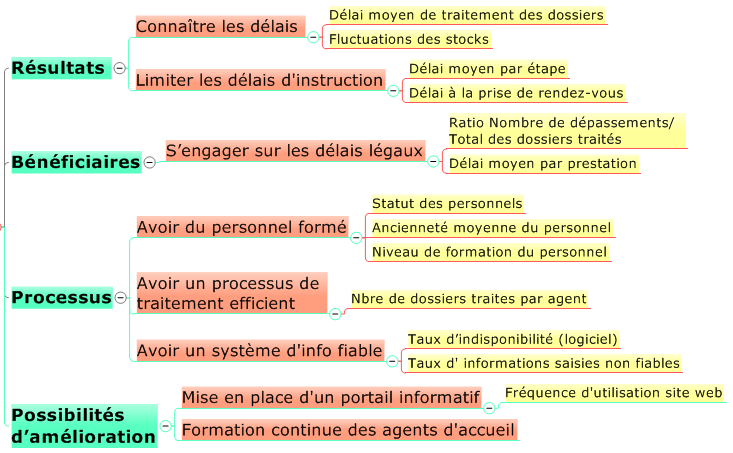 Résultats
Connaître les délais
Délai moyen de traitement des dossiers
Fluctuations des stocks
Limiter les délais d'instruction
Délai moyen par étape
Délai à la prise de rendez-vous
Bénéficiaires
S’engager sur les délais légaux
Ratio Nombre de dépassements/
Total des dossiers traités
Délai moyen par prestation
Processus
Avoir du personnel formé
Statut des personnels
Ancienneté moyenne du personnel
Niveau de formation du personnel
Avoir un processus de
traitement efficient
Nbre de dossiers traites par agent
Avoir un système d'info fiable
Taux d’indisponibilité (logiciel)
Taux d' informations saisies non fiables
Possibilités
d’amélioration
Mise en place d'un portail informatif
Fréquence d'utilisation site web
Formation continue des agents d'accueil